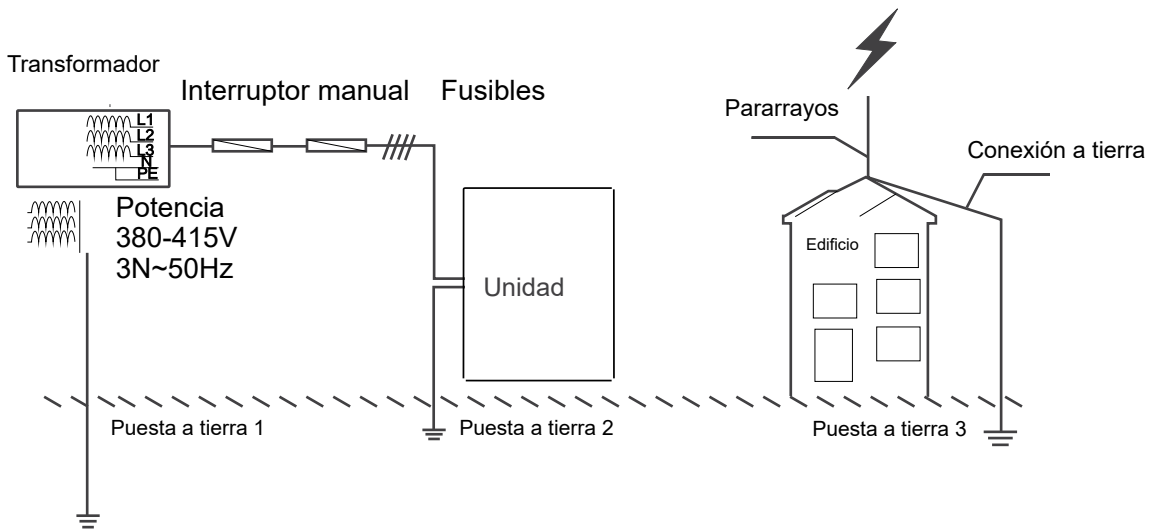 Transformador
Interruptor manual
Fusibles
L1
L2
L3
N
PE
Potencia
380-415V
3N~50Hz
Unidad
Pararrayos
Conexión a tierra
Edificio
Puesta a tierra 1
Puesta a tierra 2
Puesta a tierra 3